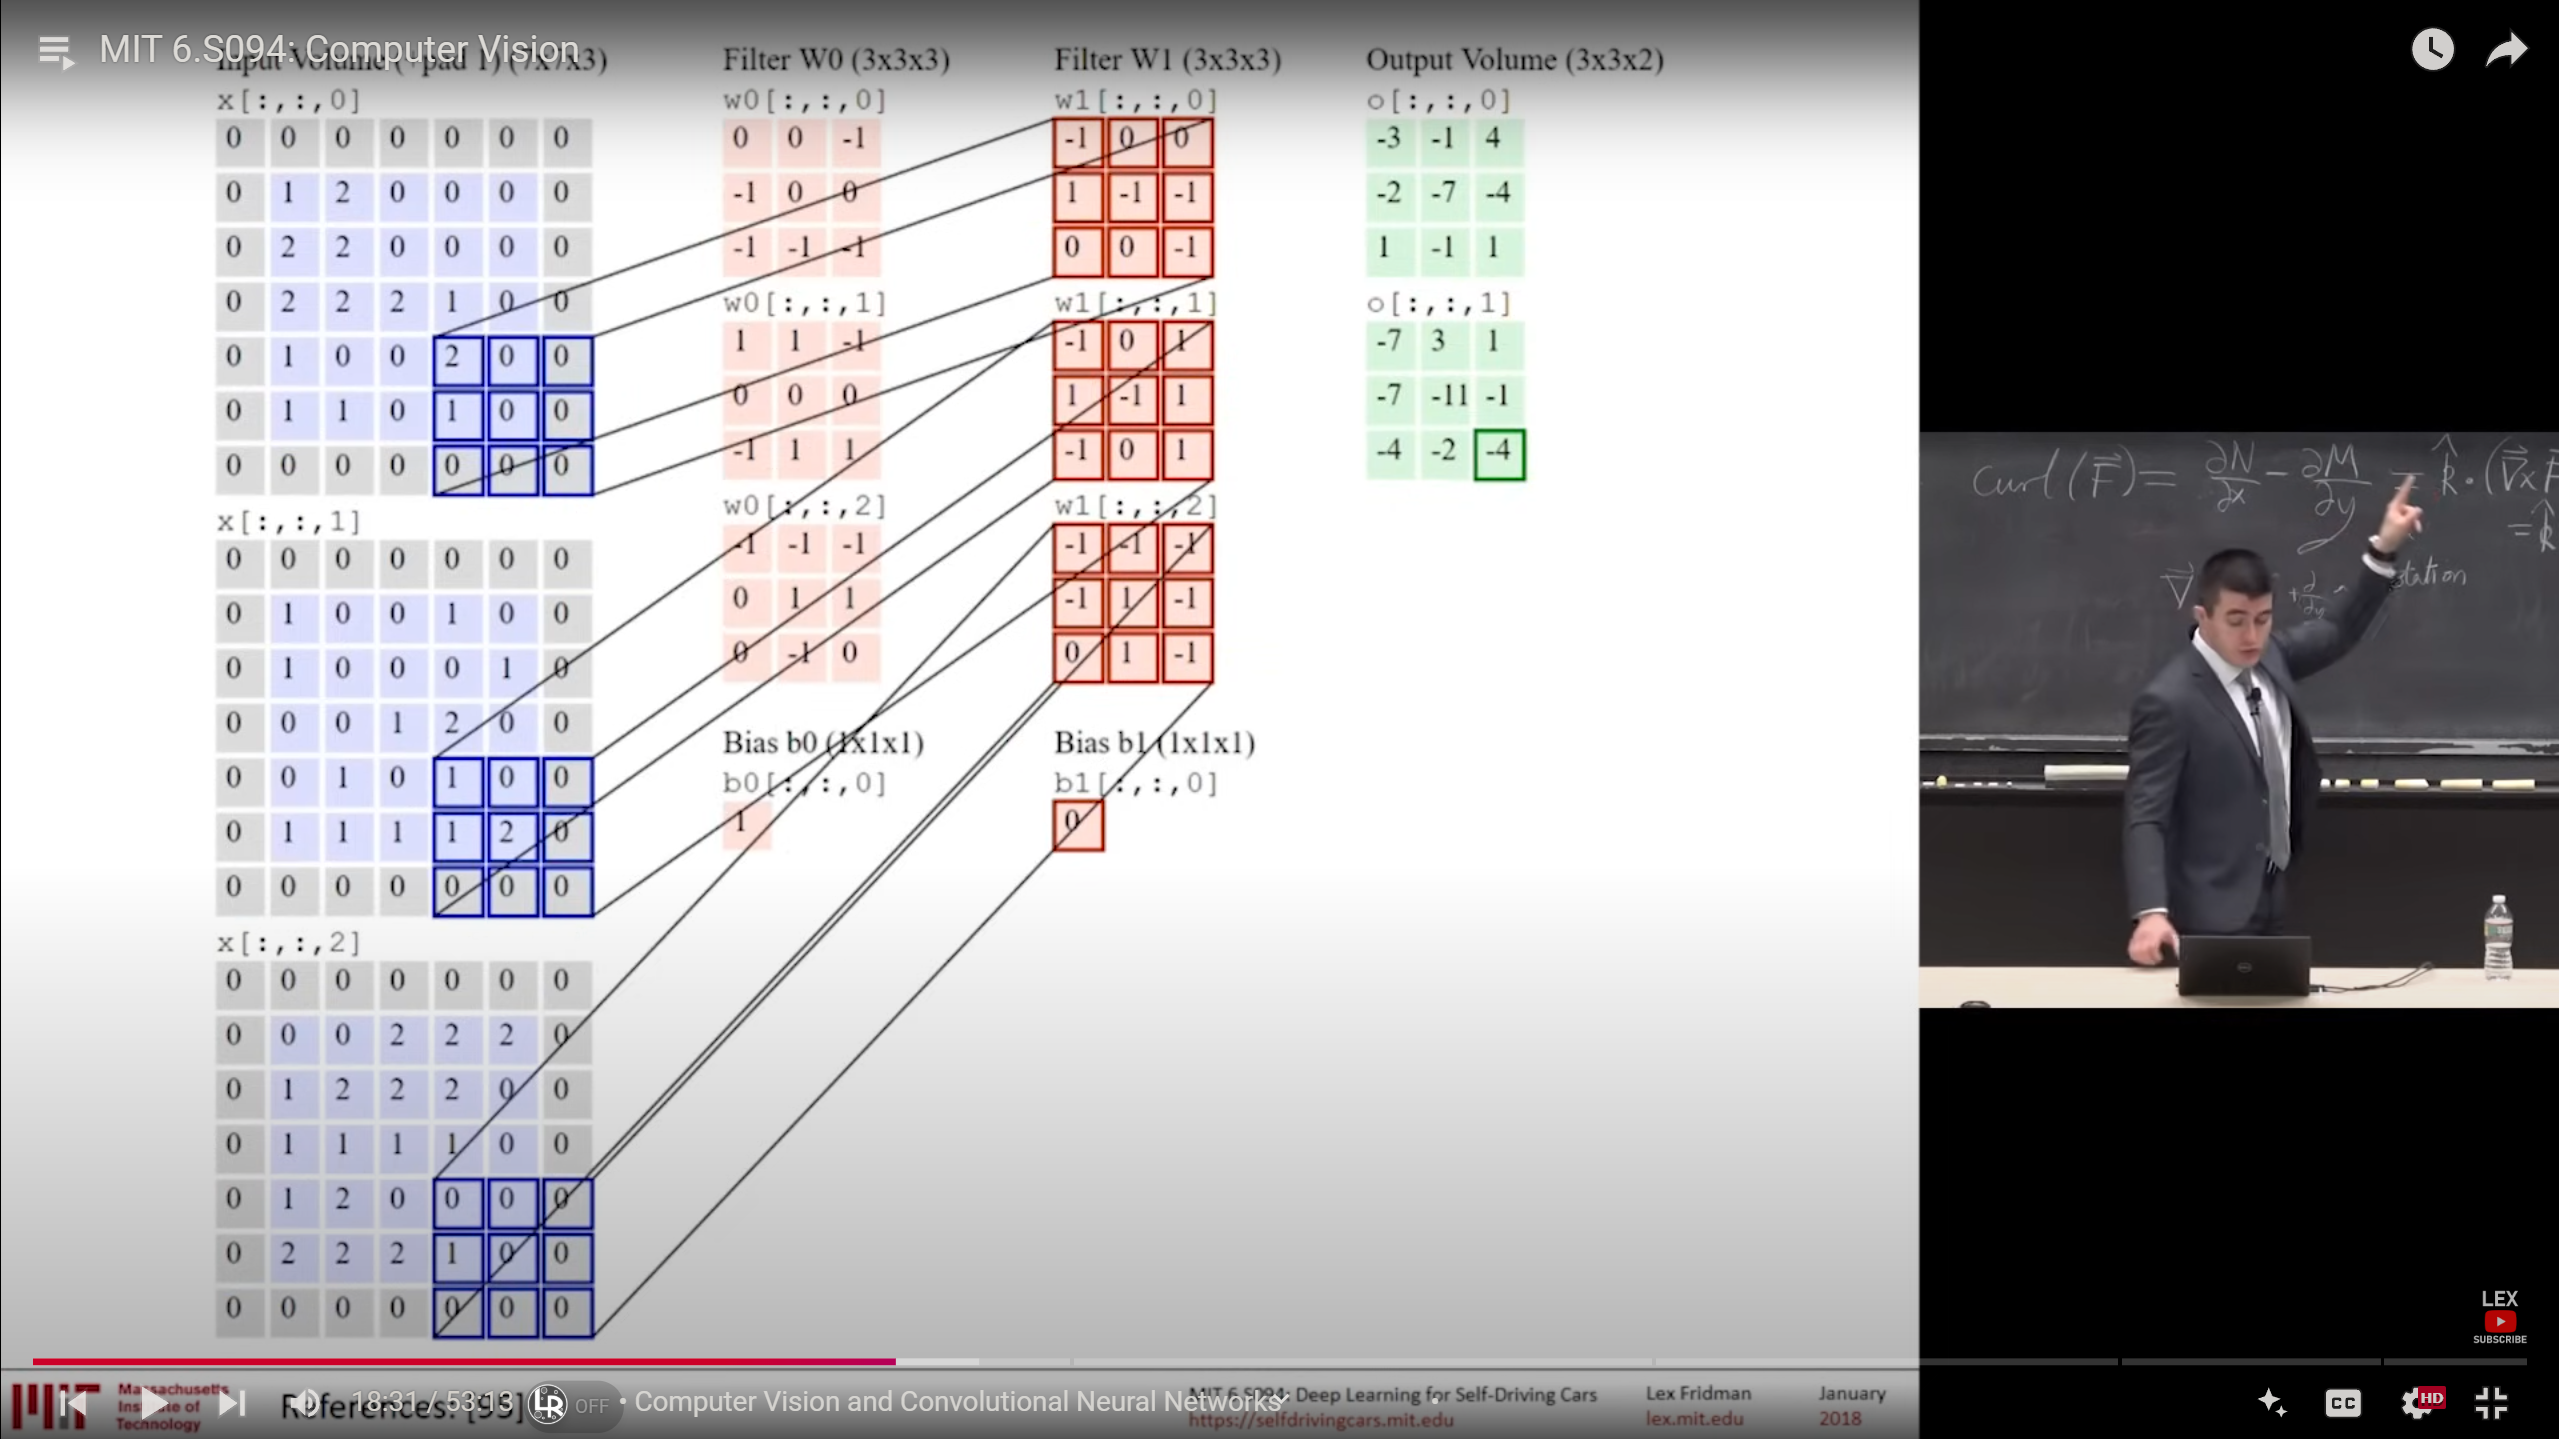 MIT 6.S094: Computer Vision
Input Volume (+pad 1) (7x7x3)
x[:,:,0]
0 0 0 0 0 0 0
0 1 2 0 0 0 0
0 2 2 0 0 0 0
0 2 2 2 1 0 0
0 1 0 0 2 0 0
0 1 1 0 1 0 0
0 0 0 0 0 0 0
x[:,:,1]
0 0 0 0 0 0 0
0 1 0 0 1 0 0
0 1 0 0 0 1 0
0 0 0 1 2 0 0
0 0 1 0 1 0 0
0 1 1 1 1 2 0
0 0 0 0 0 0 0
x[:,:,2]
0 0 0 0 0 0 0
0 0 0 2 2 2 0
0 1 2 2 2 0 0
0 1 1 1 1 0 0
0 1 2 0 0 0 0
0 2 2 2 1 0 0
0 0 0 0 0 0 0
Filter W0 (3x3x3)
w0[:,:,0]
0 0 -1
-1 0 0
-1 -1 -1
w0[:,:,1]
1 1 -1
0 0 0
-1 1 1
w0[:,:,2]
-1 -1 -1
0 1 1
0 -1 0
Bias b0 (1x1x1)
b0[:,:,0]
1
Filter W1 (3x3x3)
w1[:,:,0]
-1 0 0
1 -1 -1
0 0 -1
w1[:,:,1]
-1 0 1
1 -1 1
-1 0 1
w1[:,:,2]
-1 -1 -1
-1 1 -1
0 1 -1
Bias b1 (1x1x1)
b1[:,:,0]
0
Output Volume (3x3x2)
o[:,:,0]
-3 -1 4
-2 -7 -4
1 -1 1
o[:,:,1]
-7 3 1
-7 -11 -1
-4 -2 -4
curl (F⃗) = ∂N/∂x - ∂M/∂y = k̂ · (∇⃗x F
= k̂
LEX
SUBSCRIBE
Massachusetts
Institute of
Technology
References: [93]
18:31 / 53:13
OFF
• Computer Vision and Convolutional Neural Networks
MIT 6.S094: Deep Learning for Self-Driving Cars
https://selfdrivingcars.mit.edu
Lex Fridman
lex.mit.edu
January
2018
CC
HD